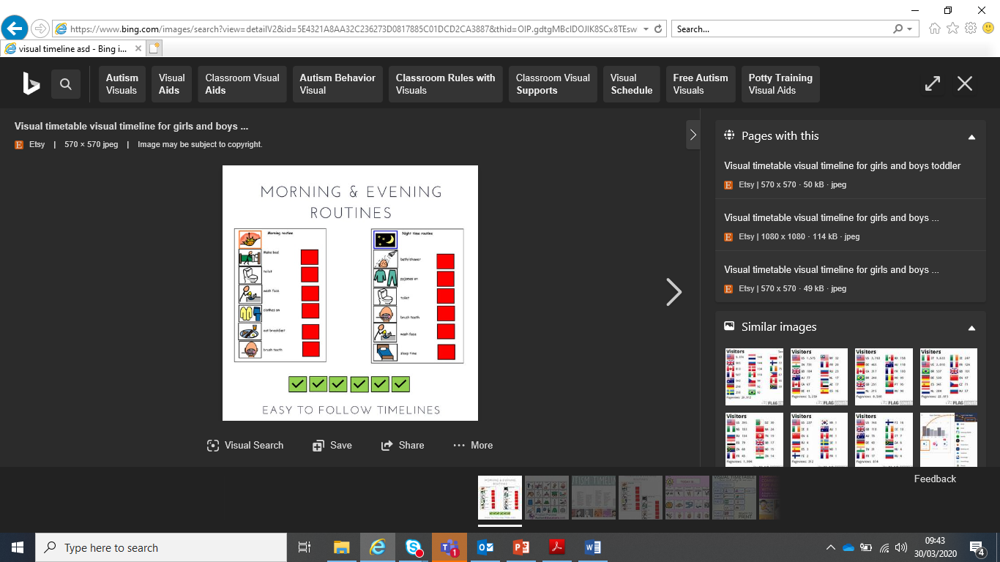 https://www.bing.com/images/search?view=detailV2&id=5E4321A8AA32C236273D0817885C01DCD2CA3887&thid=OIP.gdtgMBcIDOJIK8SCx8TEsw
Search...
visual timeline asd - Bing i...
Autism Visuals
Visual Aids
Classroom Visual Aids
Autism Behavior Visual
Classroom Rules with Visuals
Classroom Visual Supports
Visual Schedule
Free Autism Visuals
Potty Training Visual Aids
Visual timetable visual timeline for girls and boys ...
Etsy | 570 × 570 jpeg | Image may be subject to copyright.
MORNING & EVENING
ROUTINES
Morning routine
Make bed
toilet
wash face
clothes on
eat breakfast
brush teeth
Night time routine
bath/shower
pyjamas on
toilet
brush teeth
wash face
sleep time
EASY TO FOLLOW TIMELINES
Visual Search
Save
Share
More
Pages with this
Visual timetable visual timeline for girls and boys toddler
Etsy | 570 x 570 · 50 kB · jpeg
Visual timetable visual timeline for girls and boys ...
Etsy | 1080 x 1080 · 114 kB · jpeg
Visual timetable visual timeline for girls and boys ...
Etsy | 570 x 570 · 49 kB · jpeg
Similar images
Visitors
Visitors
Visitors
Visitors
Visitors
Visitors
Visitors
Feedback
Type here to search
1
09:43
30/03/2020
4